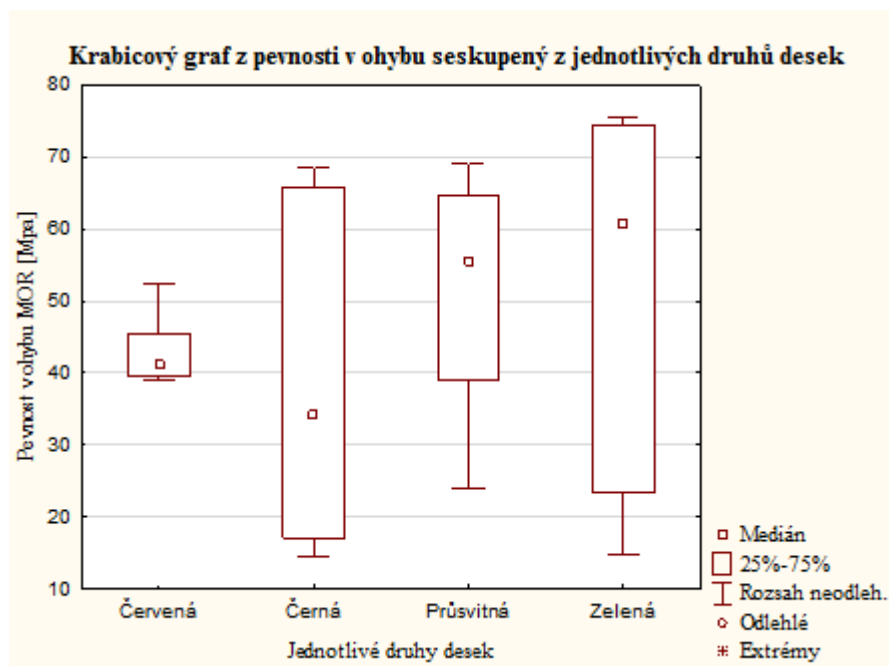 Krabicový graf z pevnosti v ohybu seskupený z jednotlivých druhů desek
80
70
60
50
40
30
20
10
Pevnost v ohybu MOR [Mpa]
Červená Černá Průsvitná Zelená
Jednotlivé druhy desek
Medián
25%-75%
Rozsah neodleh.
Odlehlé
Extrémy